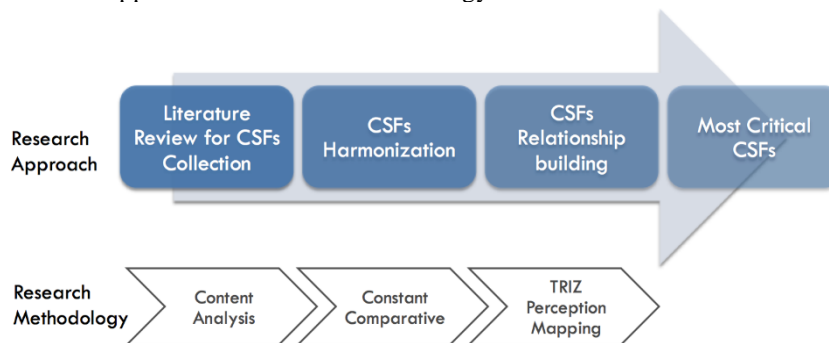 Literature
Review for CSFs
Collection
CSFs
Harmonization
CSFs
Relationship
building
Most Critical
CSFs
Research
Approach
Research
Methodology
Content
Analysis
Constant
Comparative
TRIZ
Perception
Mapping